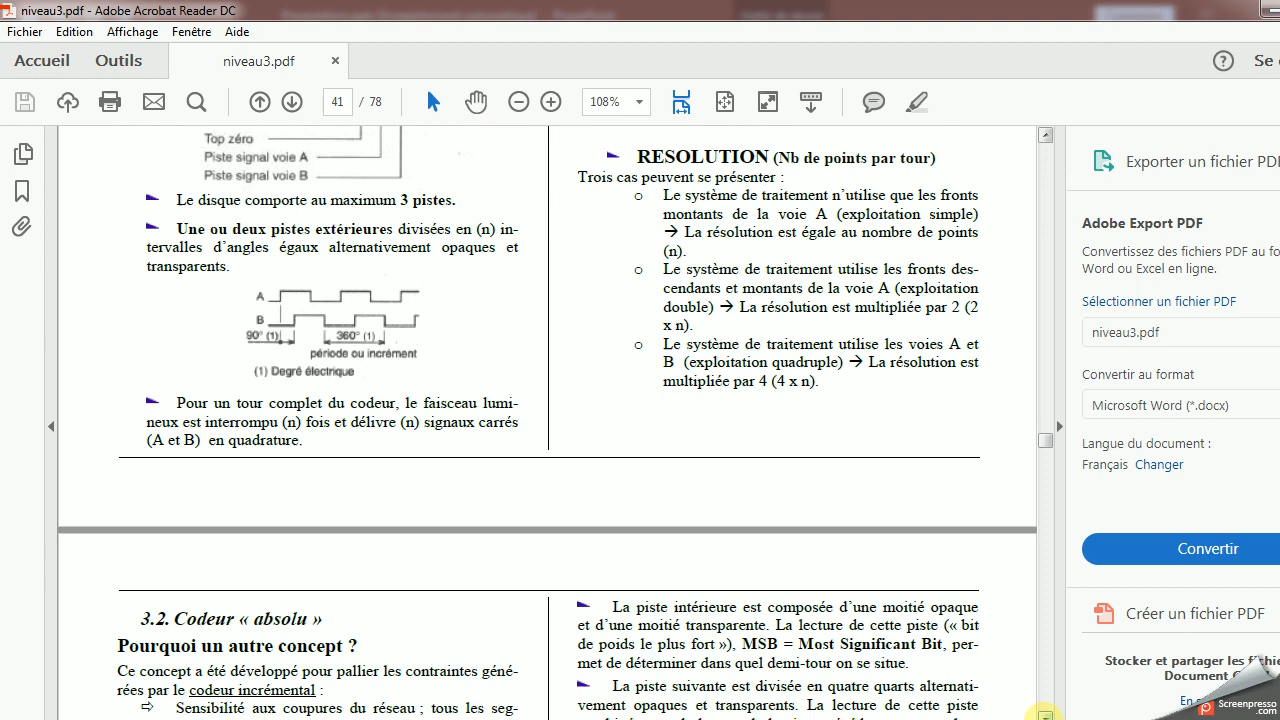 niveau3.pdf - Adobe Acrobat Reader DC
Fichier Edition Affichage Fenêtre Aide
Accueil Outils niveau3.pdf × ? Se c
41 / 78 108%
Top zéro
Piste signal voie A
Piste signal voie B
Le disque comporte au maximum 3 pistes.
Une ou deux pistes extérieures divisées en (n) in-
tervalles d'angles égaux alternativement opaques et
transparents.
A
B
90° (1) 360° (1)
période ou incrément
(1) Degré électrique
Pour un tour complet du codeur, le faisceau lumi-
neux est interrompu (n) fois et délivre (n) signaux carrés
(A et B) en quadrature.
RESOLUTION (Nb de points par tour)
Trois cas peuvent se présenter :
o Le système de traitement n'utilise que les fronts
montants de la voie A (exploitation simple)
→ La résolution est égale au nombre de points
(n).
o Le système de traitement utilise les fronts des-
cendants et montants de la voie A (exploitation
double) → La résolution est multipliée par 2 (2
x n).
o Le système de traitement utilise les voies A et
B (exploitation quadruple) → La résolution est
multipliée par 4 (4 x n).
3.2. Codeur « absolu »
Pourquoi un autre concept ?
Ce concept a été développé pour pallier les contraintes géné-
rées par le codeur incrémental :
⇨ Sensibilité aux coupures du réseau ; tous les seg-
La piste intérieure est composée d'une moitié opaque
et d'une moitié transparente. La lecture de cette piste (« bit
de poids le plus fort »), MSB = Most Significant Bit, per-
met de déterminer dans quel demi-tour on se situe.
La piste suivante est divisée en quatre quarts alternati-
vement opaques et transparents. La lecture de cette piste
Exporter un fichier PDF
Adobe Export PDF
Convertissez des fichiers PDF au fo
Word ou Excel en ligne.
Sélectionner un fichier PDF
niveau3.pdf
Convertir au format
Microsoft Word (*.docx)
Langue du document :
Français Changer
Convertir
Créer un fichier PDF
Stocker et partager les fichie
Document C
En s
Screenpresso
.com